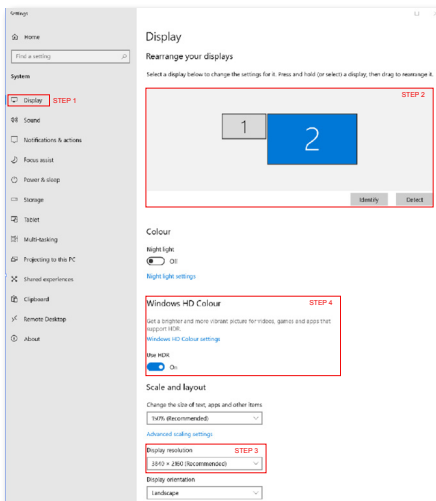 Settings
Home
Find a setting
System
Display STEP 1
Sound
Notifications & actions
Focus assist
Power & sleep
Storage
Tablet
Multi-tasking
Projecting to this PC
Shared experiences
Clipboard
Remote Desktop
About
Display
Rearrange your displays
Select a display below to change the settings for it. Press and hold (or select) a display, then drag to rearrange it.
STEP 2
1
2
Identify Detect
Colour
Night light
Off
Night light settings
Windows HD Colour STEP 4
Get a brighter and more vibrant picture for videos, games and apps that
support HDR.
Windows HD Colour settings
Use HDR
On
Scale and layout
Change the size of text, apps and other items
150% (Recommended)
Advanced scaling settings
Display resolution STEP 3
3840 × 2160 (Recommended)
Display orientation
Landscape